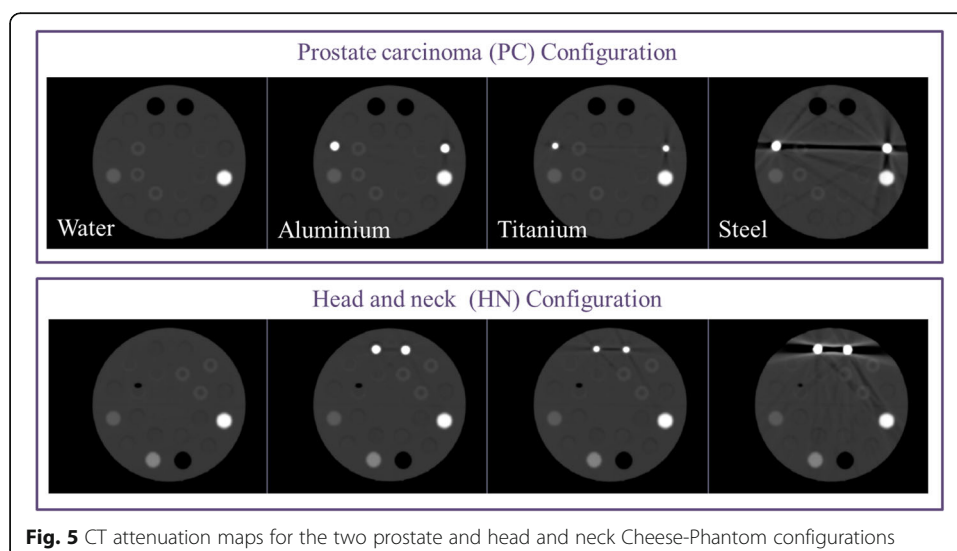 Prostate carcinoma (PC) Configuration
Water
Aluminium
Titanium
Steel
Head and neck (HN) Configuration
Fig. 5 CT attenuation maps for the two prostate and head and neck Cheese-Phantom configurations